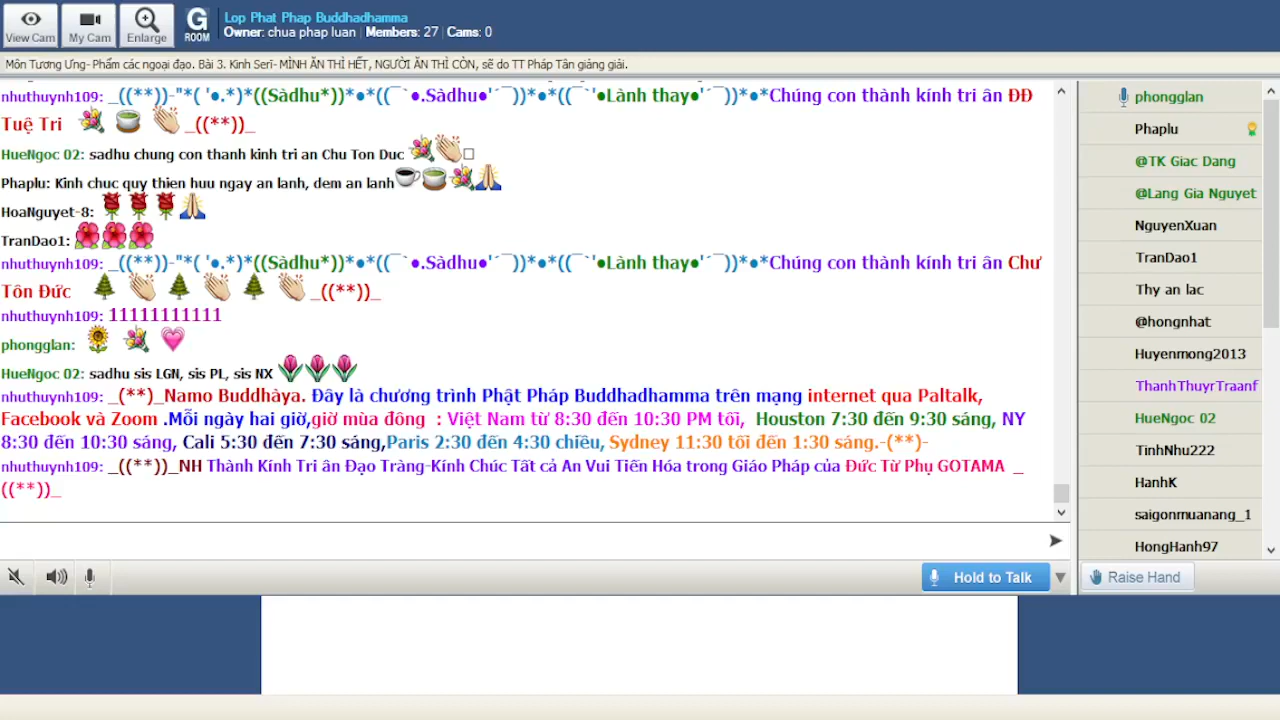 View Cam
My Cam
Enlarge
G
ROOM
Lop Phat Phap Buddhadhamma
Owner: chua phap luan | Members: 27 | Cams: 0
Môn Tương Ưng- Phẩm các ngoại đạo. Bài 3. Kinh Serī- MÌNH ĂN THÌ HẾT, NGƯỜI ĂN THÌ CÒN, sẽ do TT Pháp Tân giảng giải.
nhuthuynh109: _((**))-"*( '●.*)*((Sàdhu*))*●*((¯`●.Sàdhu●'´¯))*●*((¯`'●Lành thay●'´¯))*●*Chúng con thành kính tri ân ĐĐ
Tuệ Tri 💐 🍵 👏 _((**))_
HueNgoc 02: sadhu chung con thanh kinh tri an Chu Ton Duc 💐👏□
Phaplu: Kinh chuc quy thien huu ngay an lanh, dem an lanh☕🍵💐🙏
HoaNguyet-8: 🌹🌹🌹🙏
TranDao1: 🌺🌺🌺
nhuthuynh109: _((**))-"*( '●.*)*((Sàdhu*))*●*((¯`●.Sàdhu●'´¯))*●*((¯`'●Lành thay●'´¯))*●*Chúng con thành kính tri ân Chư
Tôn Đức 🌲 👏 🌲 👏 🌲 👏 _((**))_
nhuthuynh109: 11111111111
phongglan: 🌻 💐 💗
HueNgoc 02: sadhu sis LGN, sis PL, sis NX 🌷🌷🌷
nhuthuynh109: _(**)_Namo Buddhàya. Đây là chương trình Phật Pháp Buddhadhamma trên mạng internet qua Paltalk,
Facebook và Zoom .Mỗi ngày hai giờ,giờ mùa đông : Việt Nam từ 8:30 đến 10:30 PM tối, Houston 7:30 đến 9:30 sáng, NY
8:30 đến 10:30 sáng, Cali 5:30 đến 7:30 sáng,Paris 2:30 đến 4:30 chiều, Sydney 11:30 tối đến 1:30 sáng.-(**)-
nhuthuynh109: _((**))_NH Thành Kính Tri ân Đạo Tràng-Kính Chúc Tất cả An Vui Tiến Hóa trong Giáo Pháp của Đức Từ Phụ GOTAMA _
((**))_
phongglan
Phaplu
@TK Giac Dang
@Lang Gia Nguyet
NguyenXuan
TranDao1
Thy an lac
@hongnhat
Huyenmong2013
ThanhThuyrTraanf
HueNgoc 02
TinhNhu222
HanhK
saigonmuanang_1
HongHanh97
Hold to Talk
Raise Hand